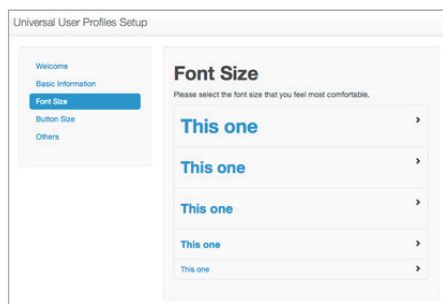 Universal User Profiles Setup
Welcome
Basic Information
Font Size
Button Size
Others
Font Size
Please select the font size that you feel most comfortable.
This one
This one
This one
This one
This one